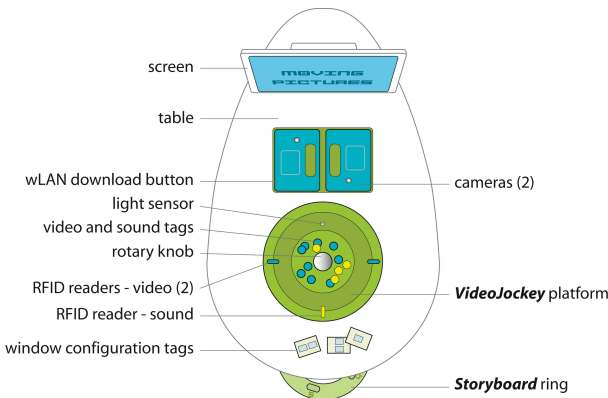 MOVING
PICTURES
screen
table
wLAN download button
cameras (2)
light sensor
video and sound tags
rotary knob
RFID readers - video (2)
VideoJockey platform
RFID reader - sound
window configuration tags
Storyboard ring